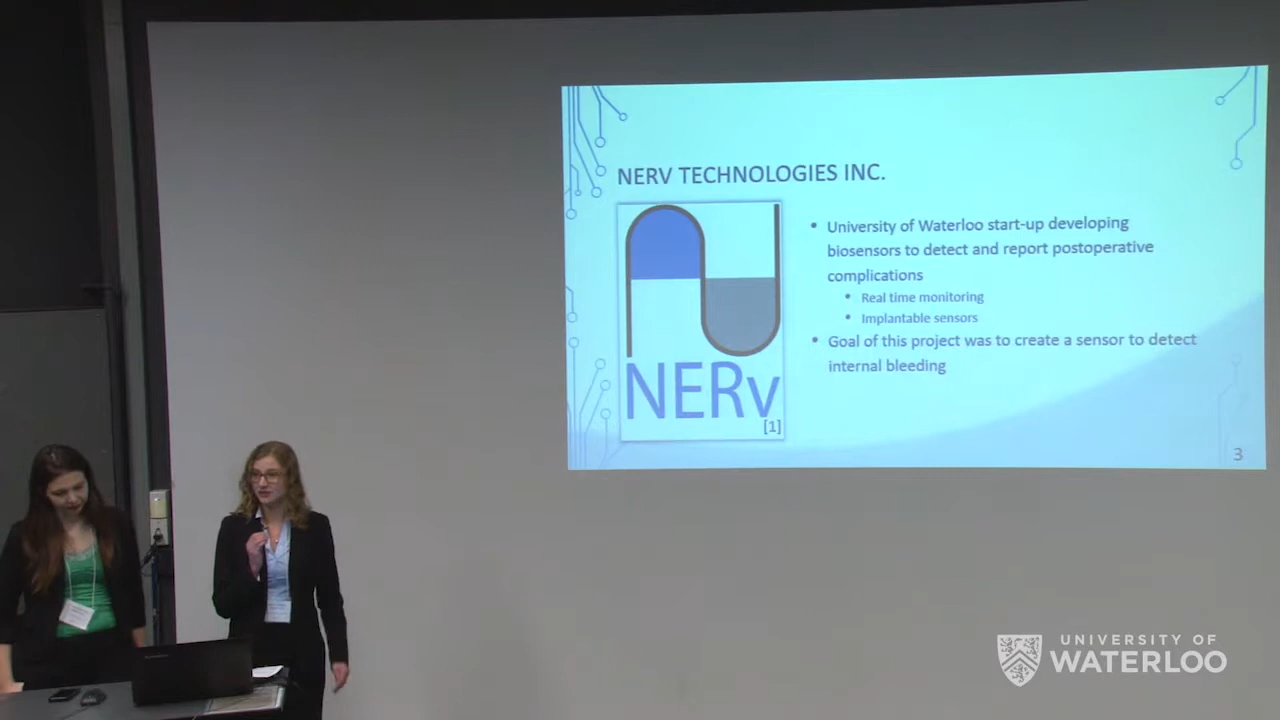 NERV TECHNOLOGIES INC.
University of Waterloo start-up developing
biosensors to detect and report postoperative
complications
Real time monitoring
Implantable sensors
Goal of this project was to create a sensor to detect
internal bleeding
NERv
[1]
3
UNIVERSITY OF
WATERLOO